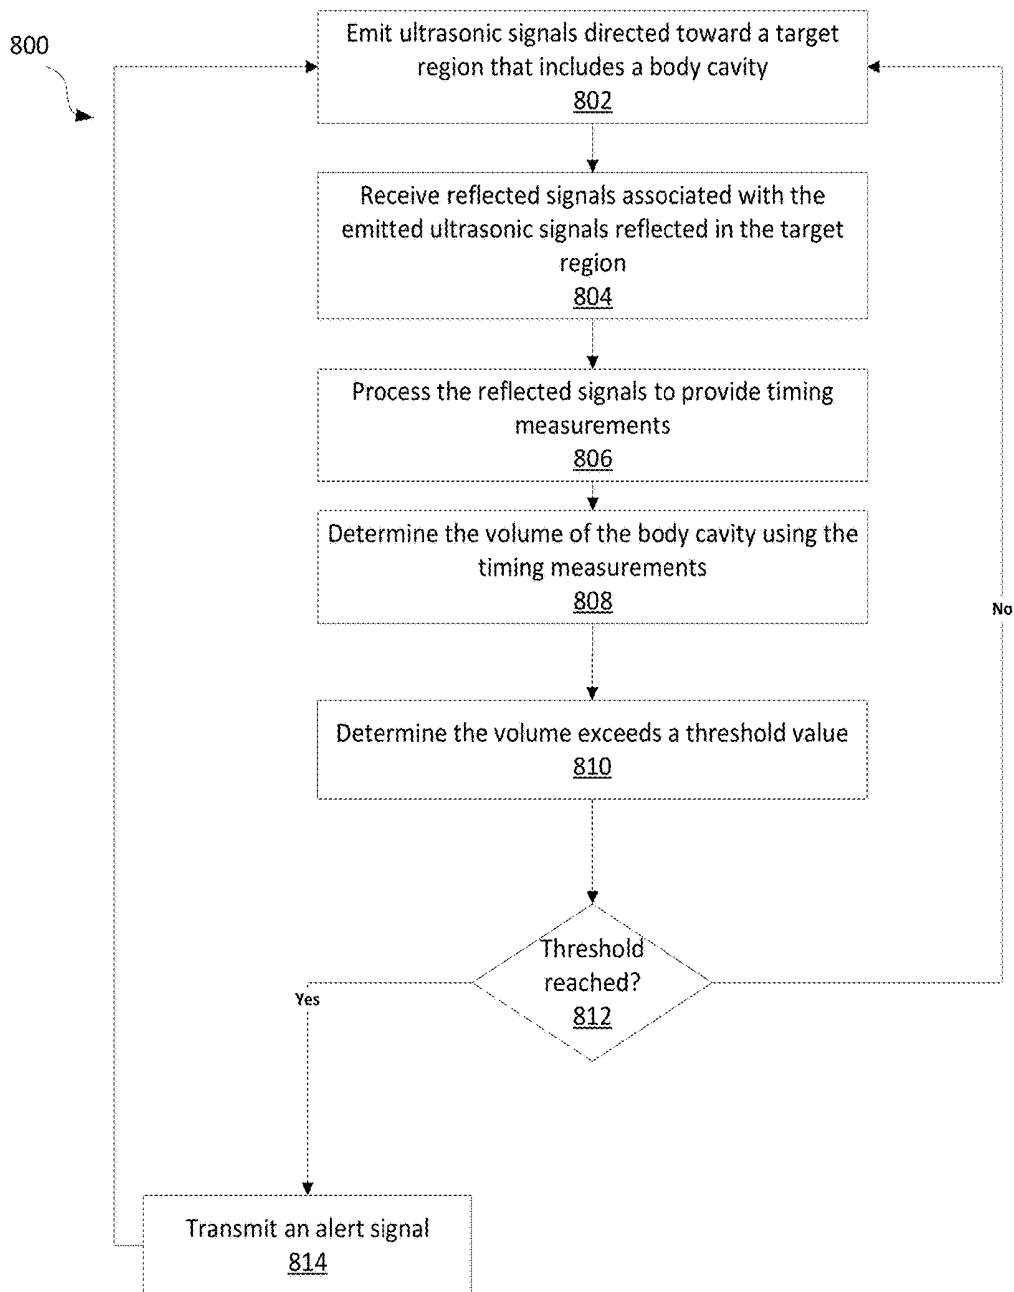 800
Emit ultrasonic signals directed toward a target
region that includes a body cavity
802
Receive reflected signals associated with the
emitted ultrasonic signals reflected in the target
region
804
Process the reflected signals to provide timing
measurements
806
Determine the volume of the body cavity using the
timing measurements
808
No
Determine the volume exceeds a threshold value
810
Threshold
reached?
812
Yes
Transmit an alert signal
814